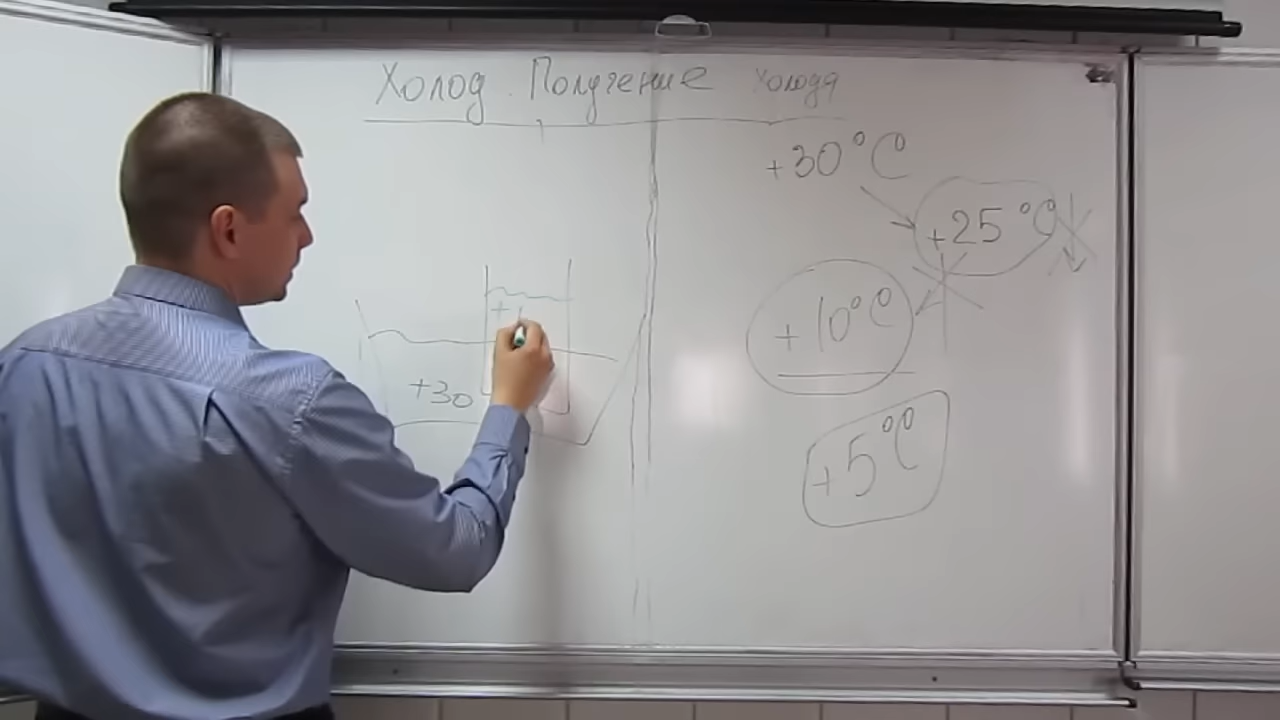 Холод. Получение холода
+30°C
+25°C
+10°C
+5°C
+30